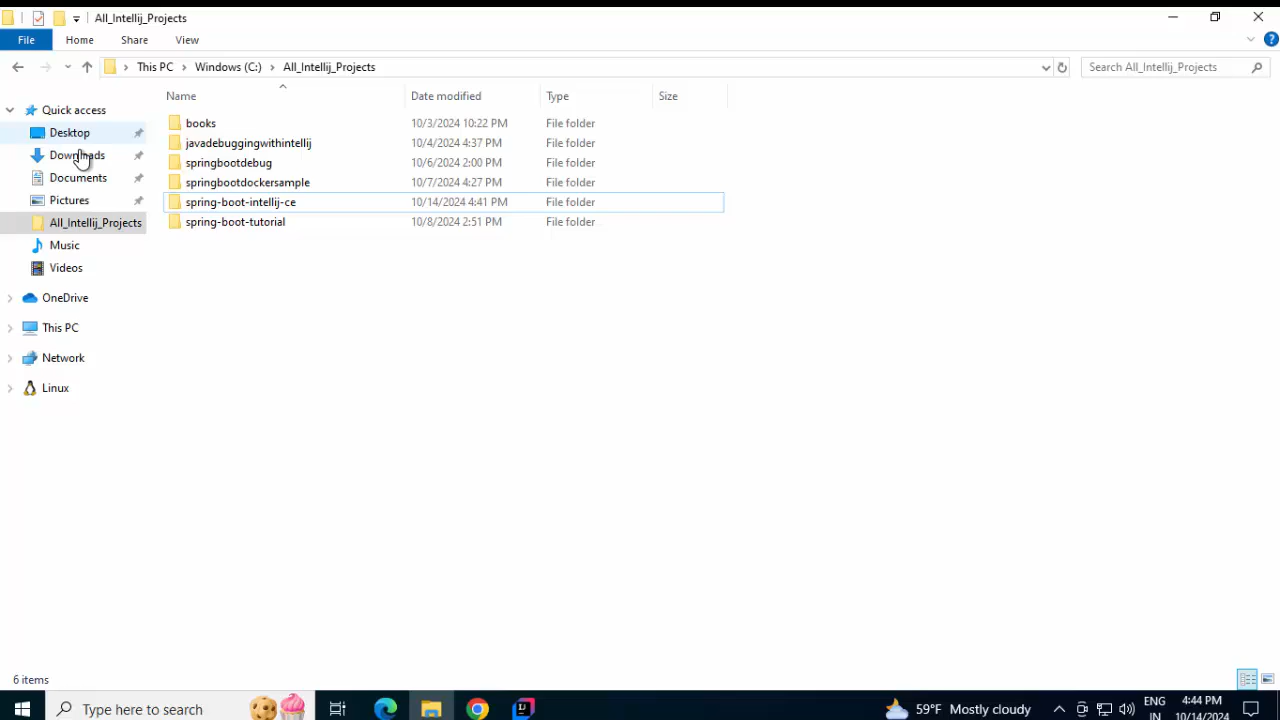 All_Intellij_Projects
File Home Share View
This PC Windows (C:) All_Intellij_Projects Search All_Intellij_Projects
Name Date modified Type Size
Quick access
Desktop
Downloads
Documents
Pictures
All_Intellij_Projects
Music
Videos
OneDrive
This PC
Network
Linux
books 10/3/2024 10:22 PM File folder
javadebuggingwithintellij 10/4/2024 4:37 PM File folder
springbootdebug 10/6/2024 2:00 PM File folder
springbootdockersample 10/7/2024 4:27 PM File folder
spring-boot-intellij-ce 10/14/2024 4:41 PM File folder
spring-boot-tutorial 10/8/2024 2:51 PM File folder
6 items
Type here to search 59°F Mostly cloudy ENG 4:44 PM
IN 10/14/2024